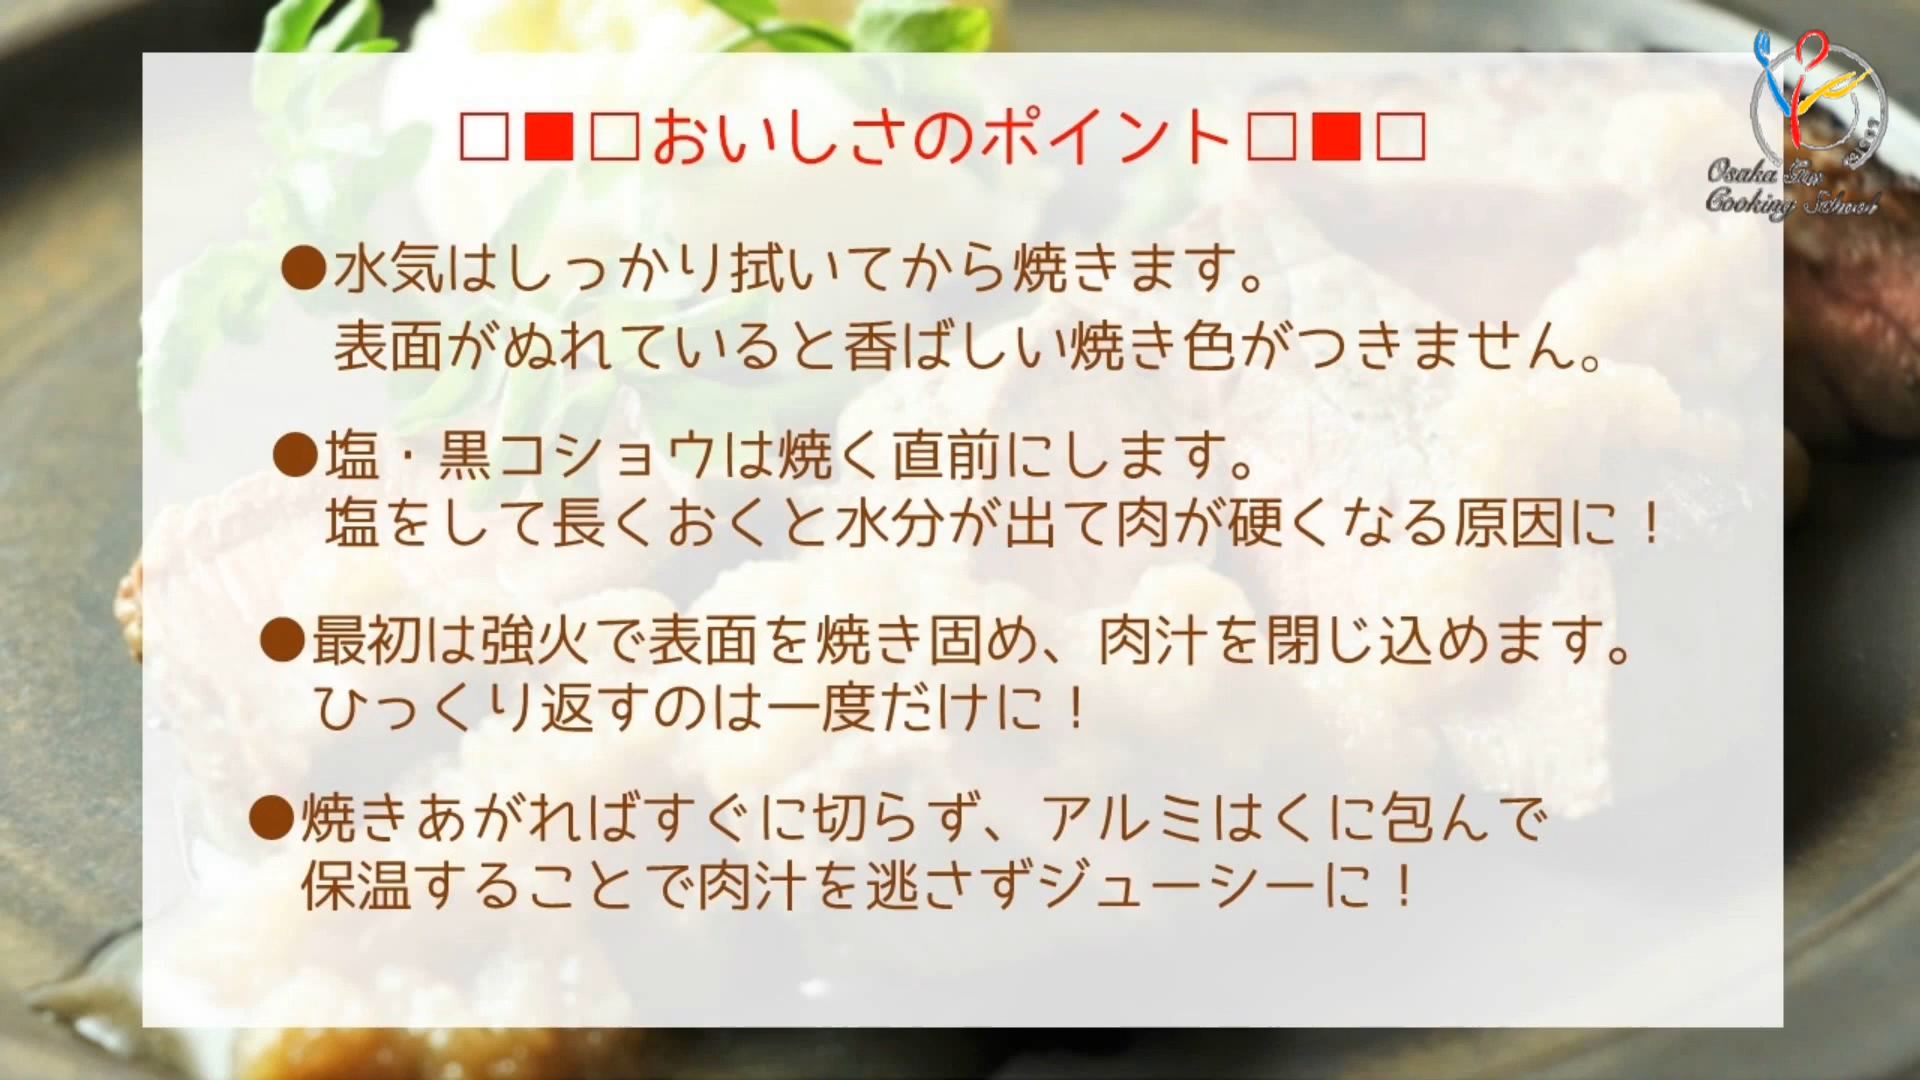 □■□おいしさのポイント□■□
Osaka Gas
Cooking School
●水気はしっかり拭いてから焼きます。
表面がぬれていると香ばしい焼き色がつきません。
●塩・黒コショウは焼く直前にします。
塩をして長くおくと水分が出て肉が硬くなる原因に！
●最初は強火で表面を焼き固め、肉汁を閉じ込めます。
ひっくり返すのは一度だけに！
●焼きあがればすぐに切らず、アルミはくに包んで
保温することで肉汁を逃さずジューシーに！